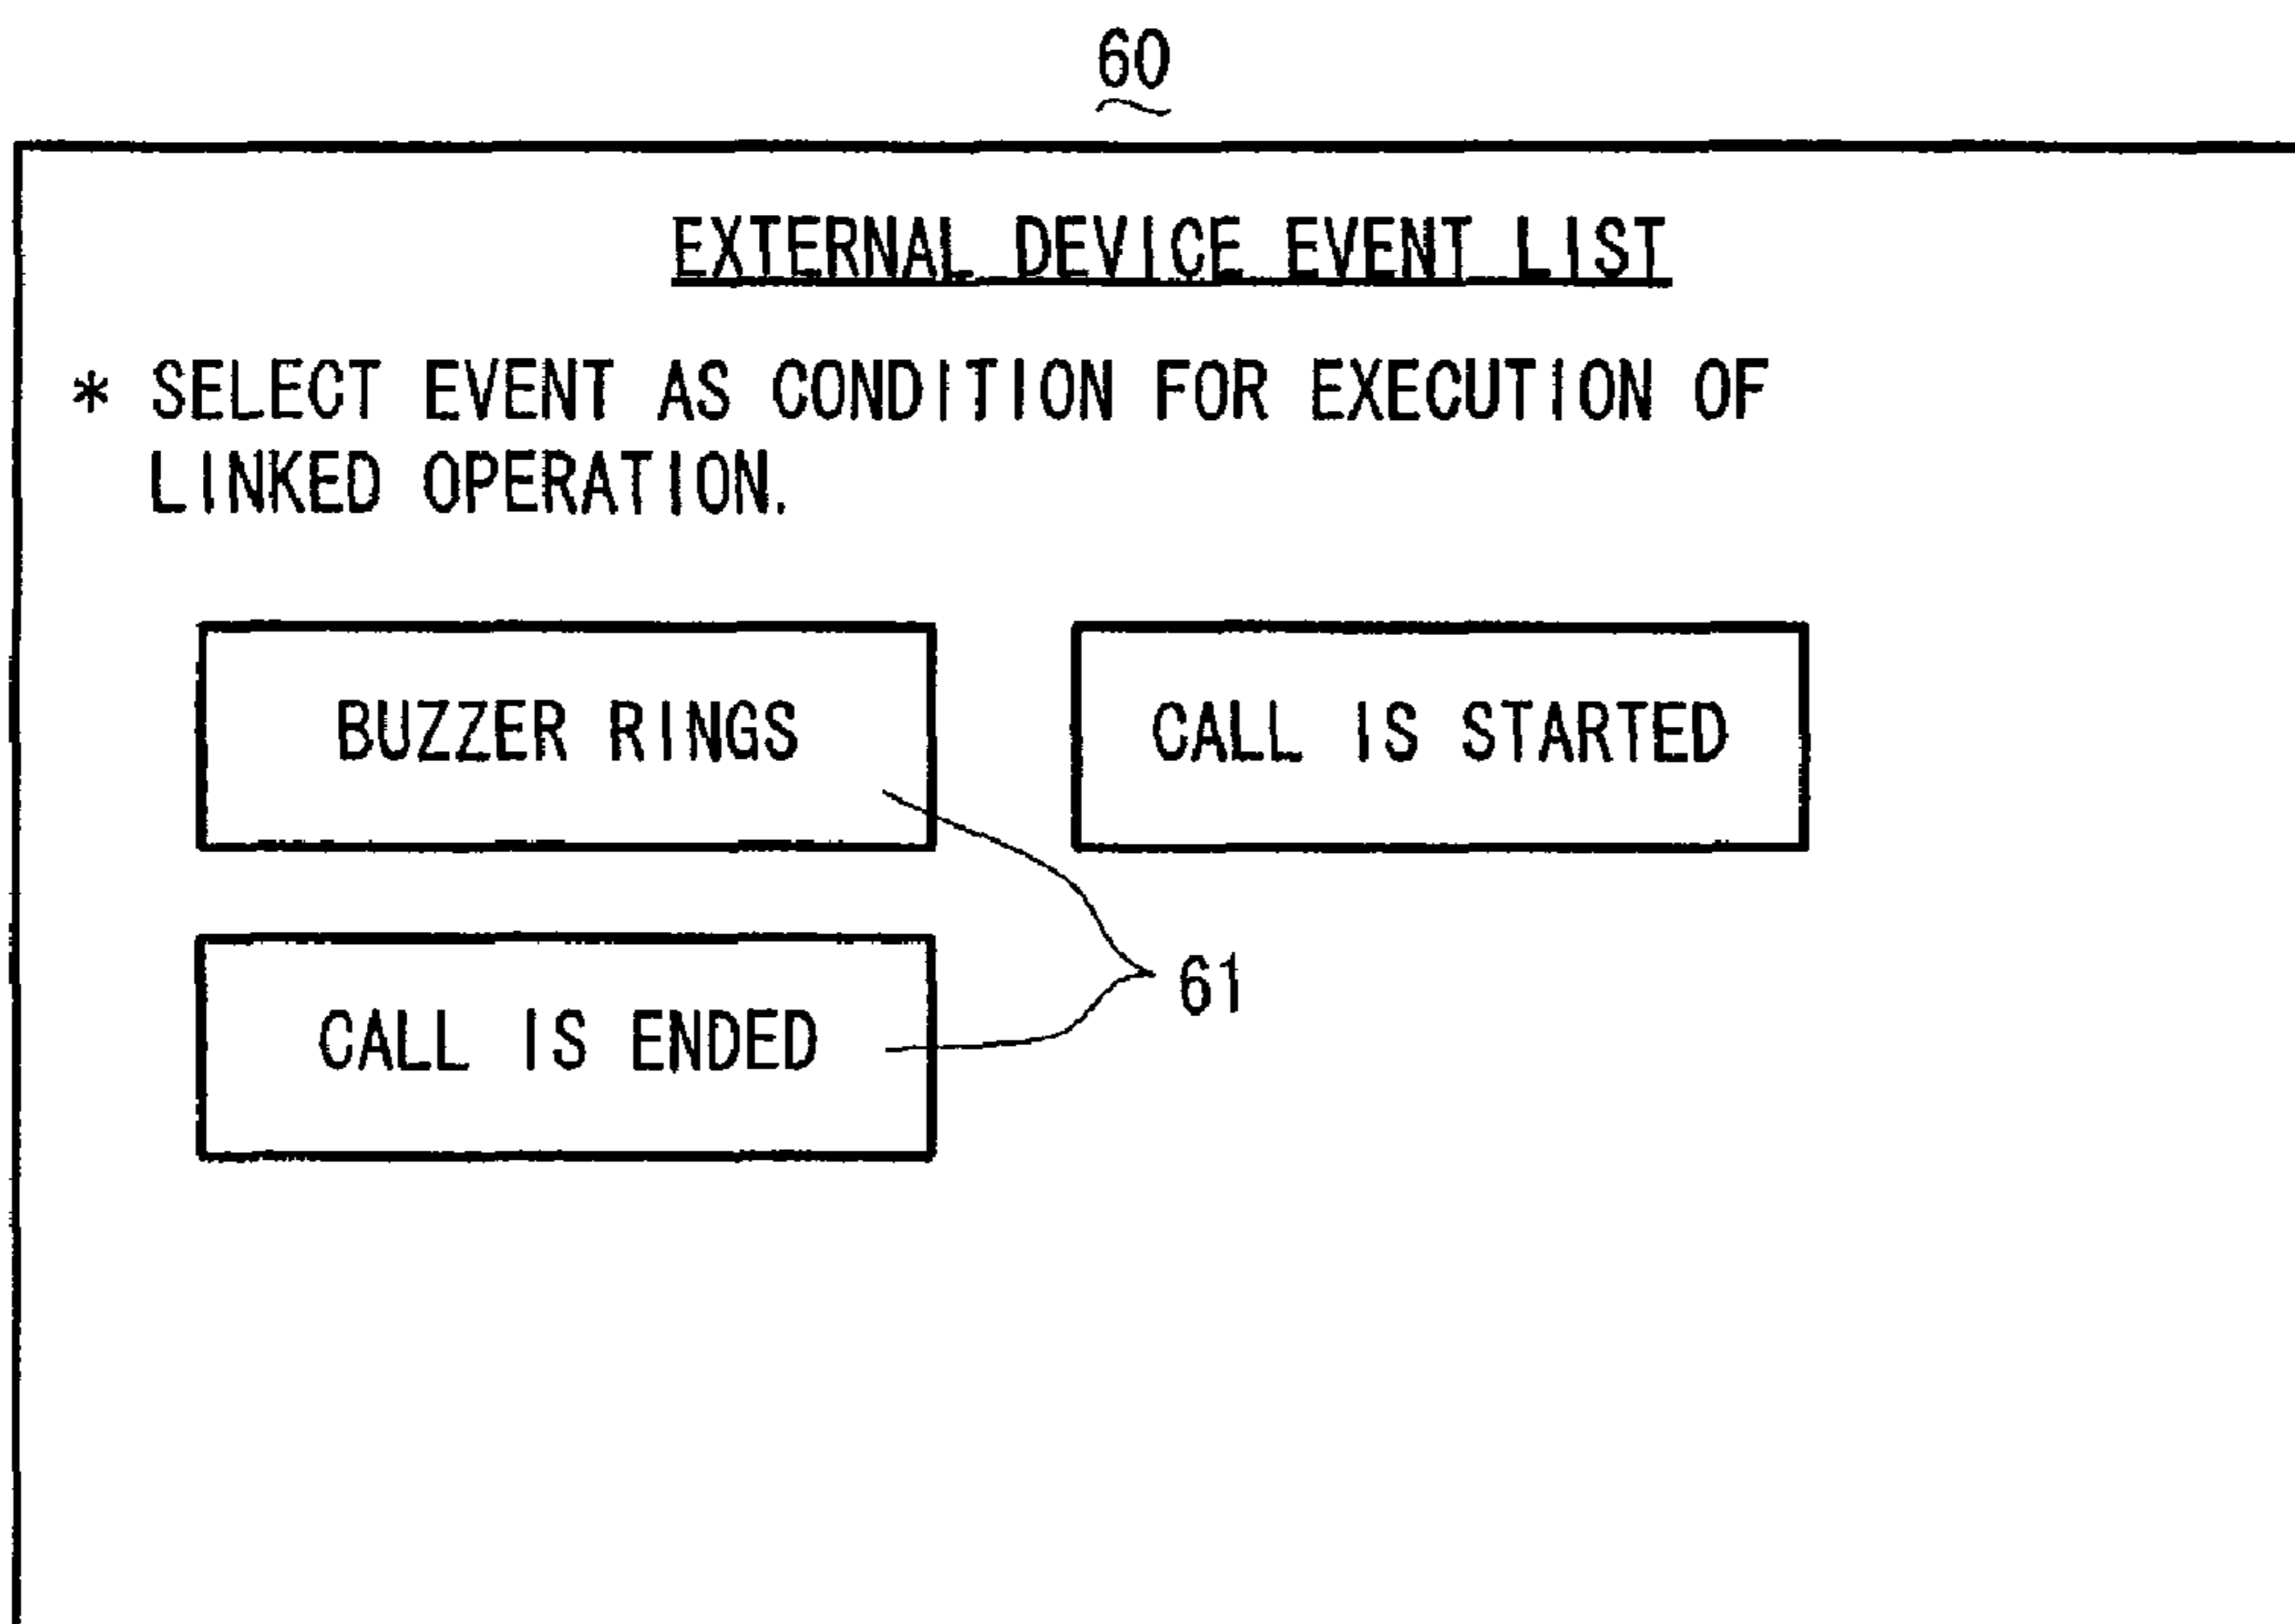 60
EXTERNAL DEVICE EVENT LIST
* SELECT EVENT AS CONDITION FOR EXECUTION OF
LINKED OPERATION.
BUZZER RINGS
CALL IS STARTED
CALL IS ENDED
61